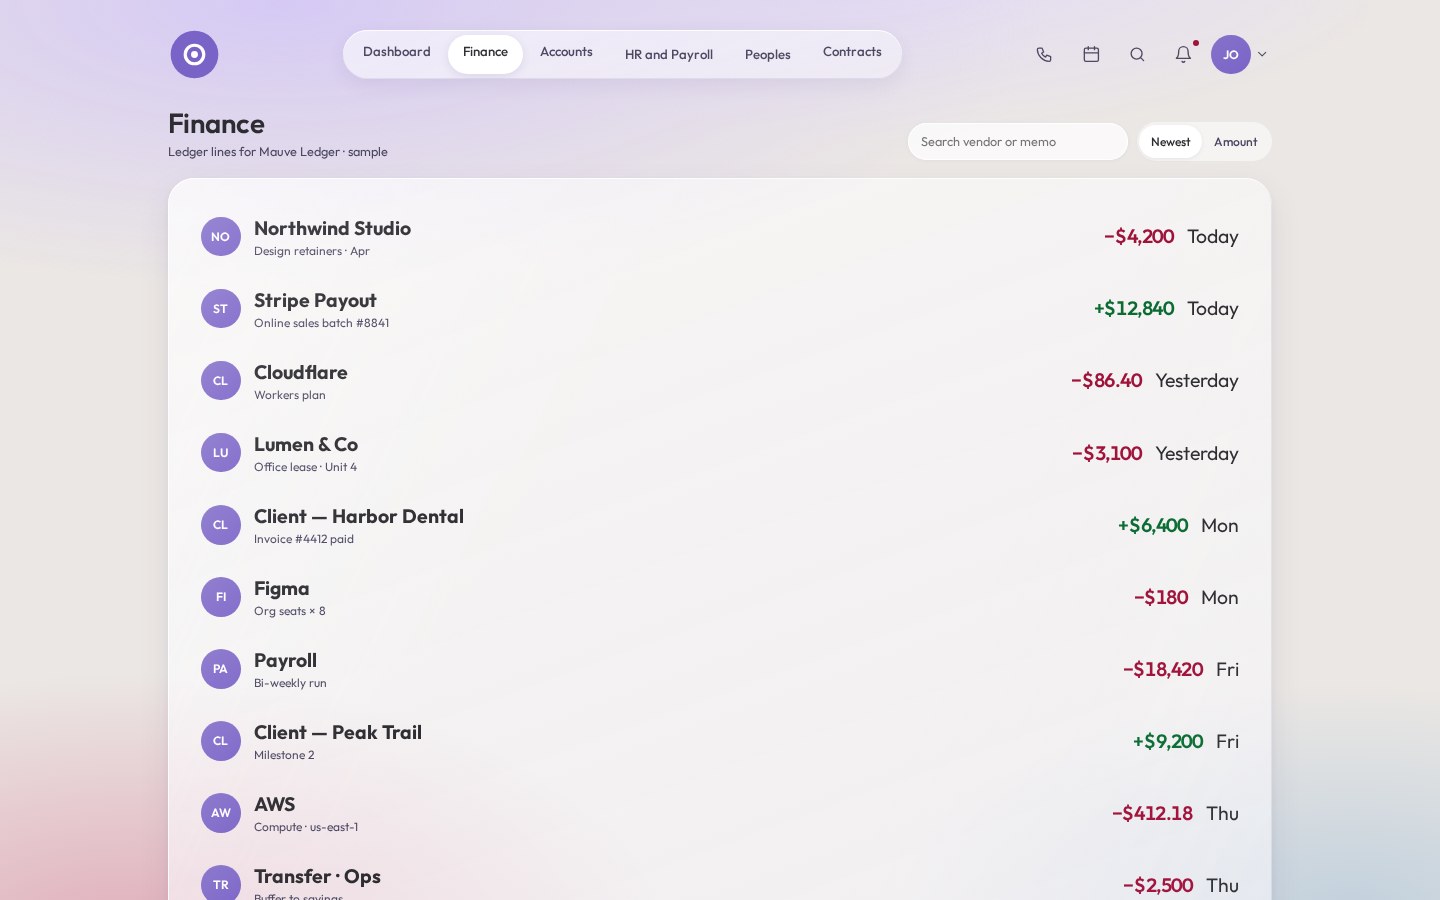 Dashboard Finance Accounts HR and Payroll Peoples Contracts JO
Finance
Ledger lines for Mauve Ledger · sample
Search vendor or memo Newest Amount
NO Northwind Studio −$4,200 Today
Design retainers · Apr
ST Stripe Payout +$12,840 Today
Online sales batch #8841
CL Cloudflare −$86.40 Yesterday
Workers plan
LU Lumen & Co −$3,100 Yesterday
Office lease · Unit 4
CL Client — Harbor Dental +$6,400 Mon
Invoice #4412 paid
FI Figma −$180 Mon
Org seats × 8
PA Payroll −$18,420 Fri
Bi-weekly run
CL Client — Peak Trail +$9,200 Fri
Milestone 2
AW AWS −$412.18 Thu
Compute · us-east-1
TR Transfer · Ops −$2,500 Thu
Buffer to savings